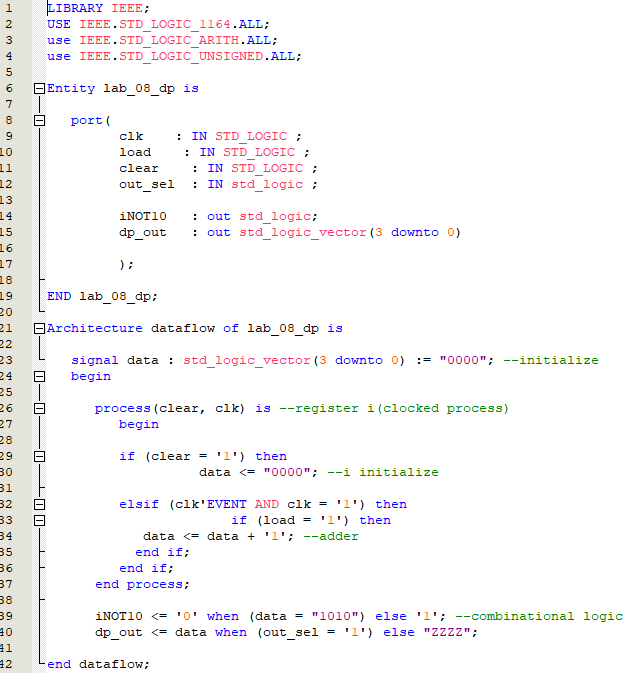 1 LIBRARY IEEE;
2 USE IEEE.STD_LOGIC_1164.ALL;
3 use IEEE.STD_LOGIC_ARITH.ALL;
4 use IEEE.STD_LOGIC_UNSIGNED.ALL;
5
6 Entity lab_08_dp is
7
8 port(
9 clk : IN STD_LOGIC ;
10 load : IN STD_LOGIC ;
11 clear : IN STD_LOGIC ;
12 out_sel : IN std_logic ;
13
14 iNOT10 : out std_logic;
15 dp_out : out std_logic_vector(3 downto 0)
16
17 );
18
19 END lab_08_dp;
20
21 Architecture dataflow of lab_08_dp is
22
23 signal data : std_logic_vector(3 downto 0) := "0000"; --initialize
24 begin
25
26 process(clear, clk) is --register i(clocked process)
27 begin
28
29 if (clear = '1') then
30 data <= "0000"; --i initialize
31
32 elsif (clk'EVENT AND clk = '1') then
33 if (load = '1') then
34 data <= data + '1'; --adder
35 end if;
36 end if;
37 end process;
38
39 iNOT10 <= '0' when (data = "1010") else '1'; --combinational logic
40 dp_out <= data when (out_sel = '1') else "ZZZZ";
41
42 end dataflow;